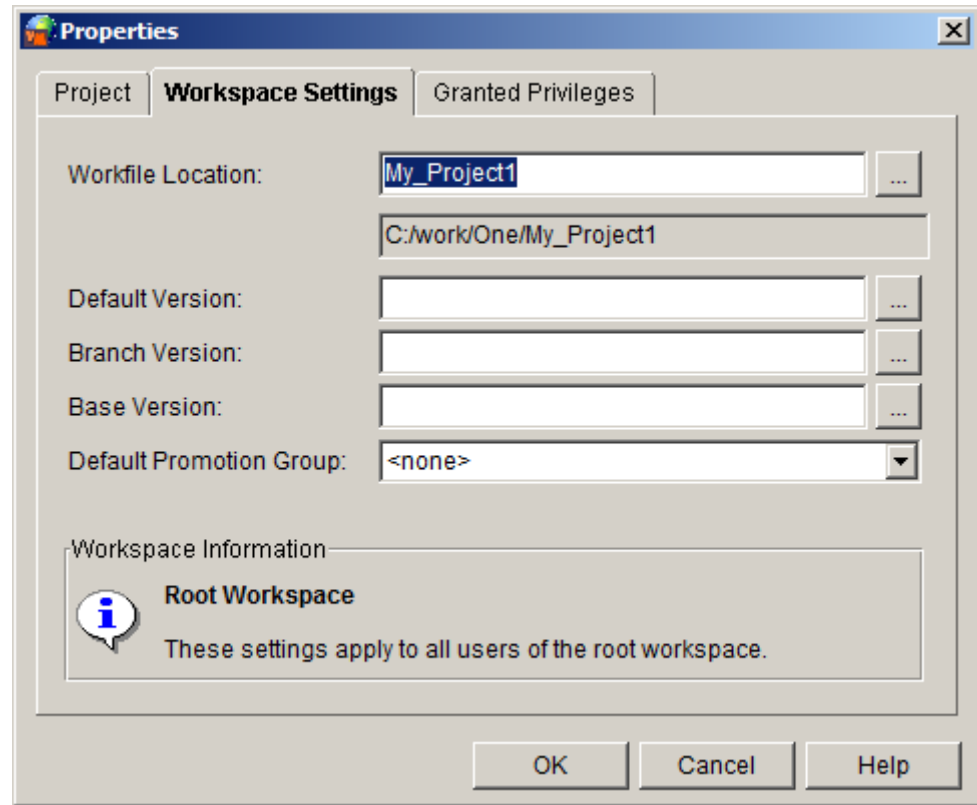 Properties
Project Workspace Settings Granted Privileges
Workfile Location: My_Project1 ...
C:/work/One/My_Project1
Default Version: ...
Branch Version: ...
Base Version: ...
Default Promotion Group: <none>
Workspace Information
Root Workspace
These settings apply to all users of the root workspace.
OK Cancel Help